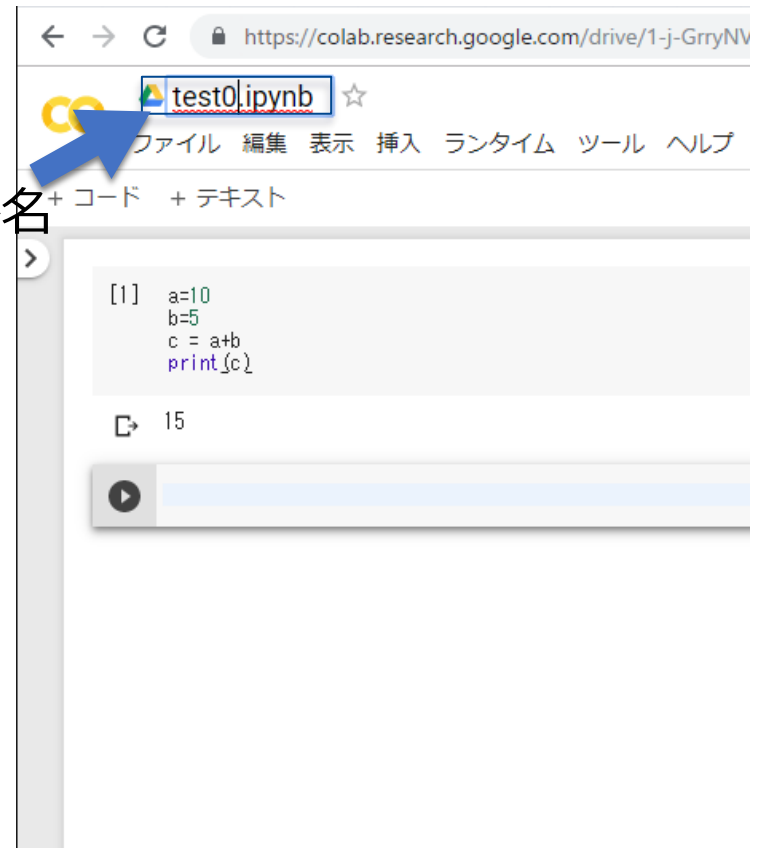 https://colab.research.google.com/drive/1-j-GrryNV
test0.ipynb
ファイル 編集 表示 挿入 ランタイム ツール ヘルプ
名
+ コード + テキスト
[1] a=10
b=5
c = a+b
print(c)
15